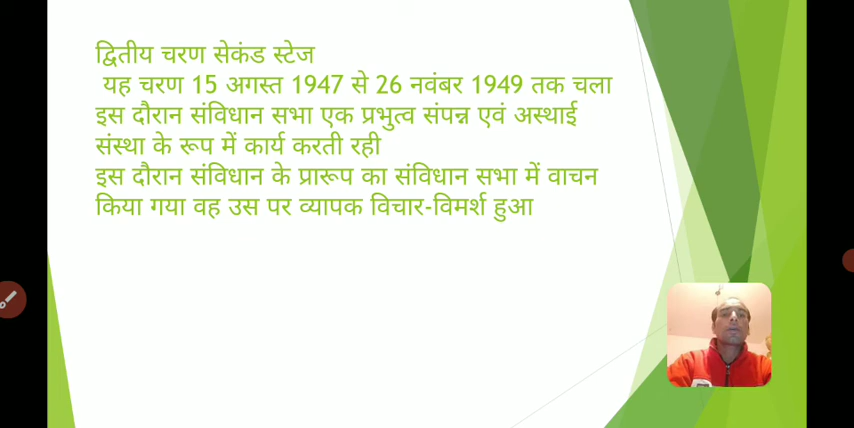 द्वितीय चरण सेकंड स्टेज
यह चरण 15 अगस्त 1947 से 26 नवंबर 1949 तक चला
इस दौरान संविधान सभा एक प्रभुत्व संपन्न एवं अस्थाई
संस्था के रूप में कार्य करती रही
इस दौरान संविधान के प्रारूप का संविधान सभा में वाचन
किया गया वह उस पर व्यापक विचार-विमर्श हुआ